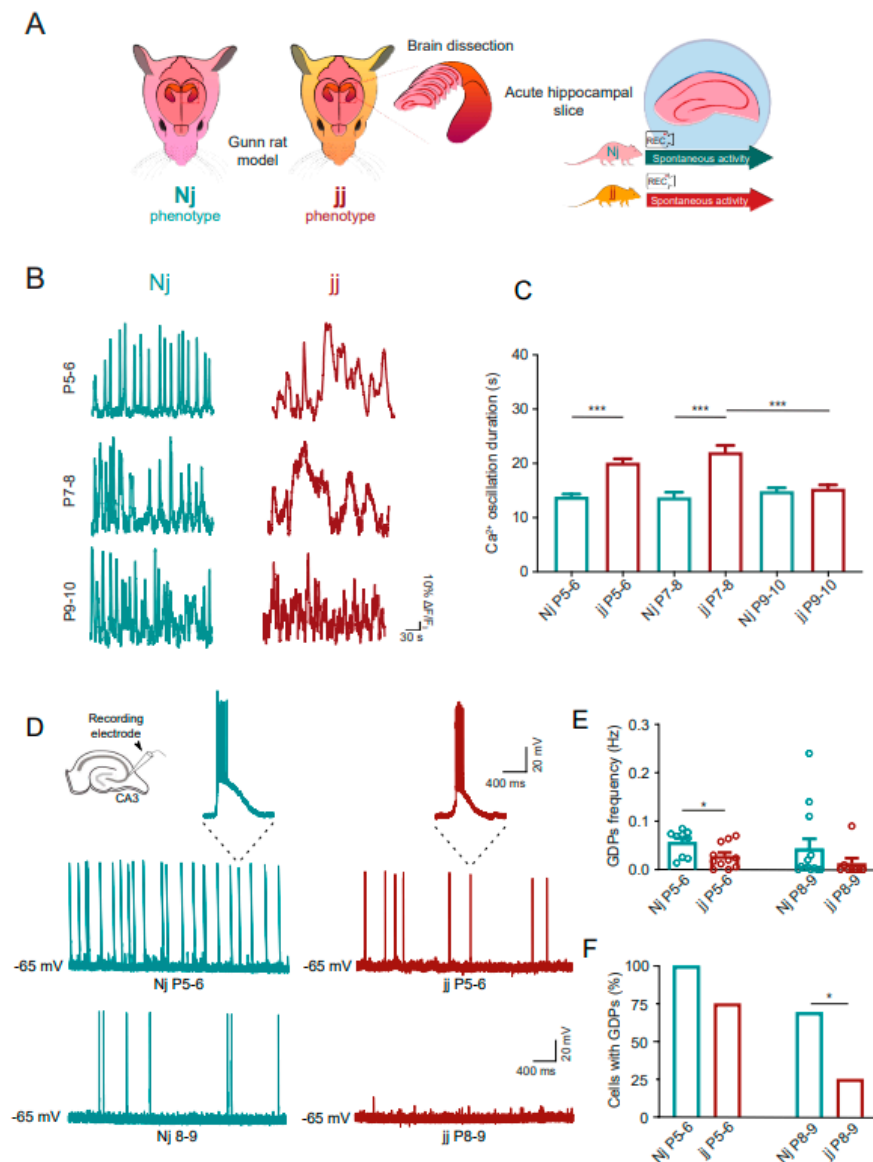 A
Brain dissection
Acute hippocampal
slice
Gunn rat
model
Nj
phenotype
jj
phenotype
Nj
REC
Spontaneous activity
jj
REC
Spontaneous activity
B
Nj
jj
P5-6
P7-8
P9-10
10% ΔF/F
30 s
C
Ca²⁺ oscillation duration (s)
40
30
20
10
0
***
***
***
Nj P5-6
jj P5-6
Nj P7-8
jj P7-8
Nj P9-10
jj P9-10
D
Recording
electrode
CA3
20 mV
400 ms
-65 mV
Nj P5-6
-65 mV
jj P5-6
20 mV
400 ms
-65 mV
Nj 8-9
-65 mV
jj P8-9
E
GDPs frequency (Hz)
0.3
0.2
0.1
0.0
*
Nj P5-6
jj P5-6
Nj P8-9
jj P8-9
F
Cells with GDPs (%)
100
75
50
25
0
*
Nj P5-6
jj P5-6
Nj P8-9
jj P8-9